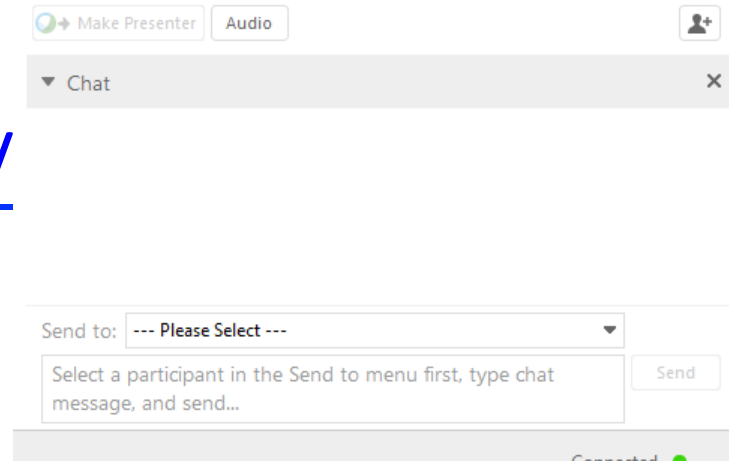 Make Presenter Audio
Chat
Send to: --- Please Select ---
Select a participant in the Send to menu first, type chat
message, and send...
Send
Connected